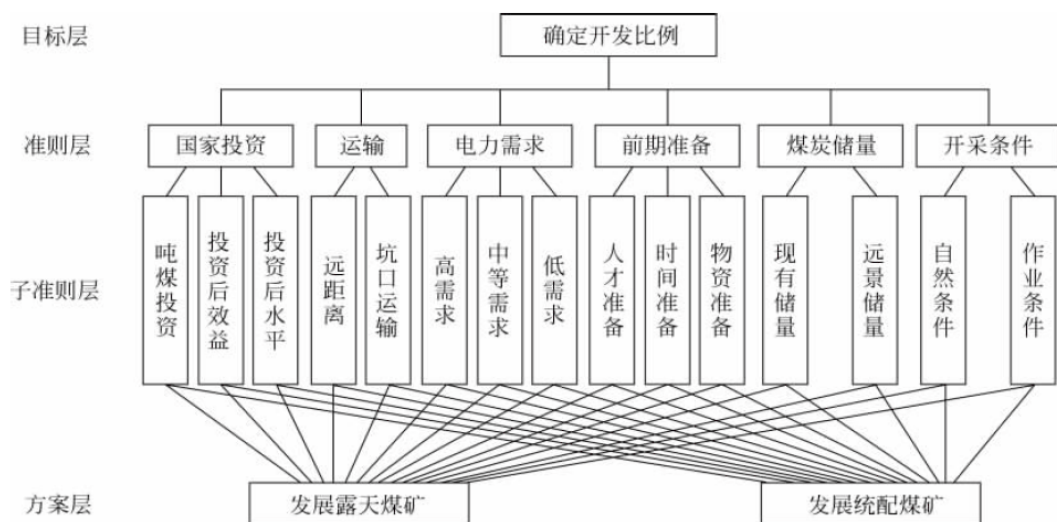 目标层
确定开发比例
准则层
国家投资
运输
电力需求
前期准备
煤炭储量
开采条件
子准则层
吨煤投资
投资后效益
投资后水平
远距离
坑口运输
高需求
中等需求
低需求
人才准备
时间准备
物资准备
现有储量
远景储量
自然条件
作业条件
方案层
发展露天煤矿
发展统配煤矿